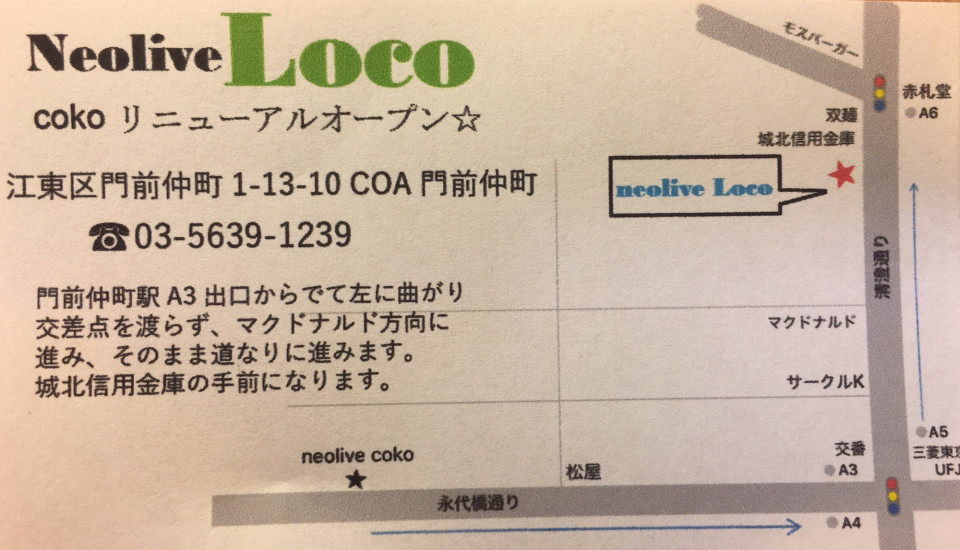 Neolive Loco
coko リニューアルオープン☆
江東区門前仲町 1-13-10 COA 門前仲町
☎03-5639-1239
門前仲町駅 A3 出口からでて左に曲がり
交差点を渡らず、マクドナルド方向に
進み、そのまま道なりに進みます。
城北信用金庫の手前になります。
モスバーガー
赤札堂
A6
双麺
城北信用金庫
neolive Loco
清澄通り
マクドナルド
サークルK
交番
A3
A5
三菱東京
UFJ
neolive coko
松屋
永代橋通り
A4